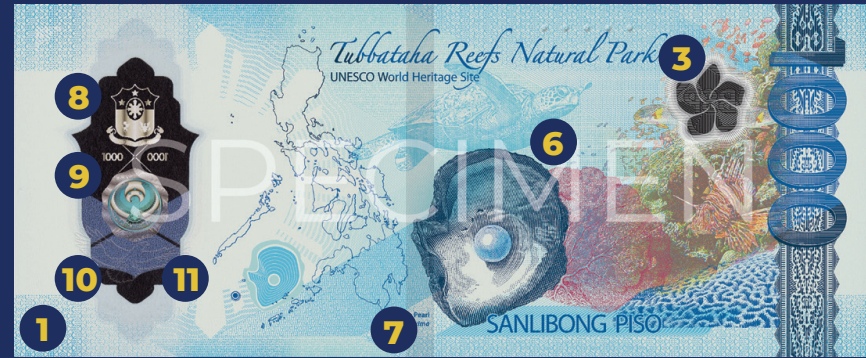 Tubbataha Reefs Natural Park
UNESCO World Heritage Site
3
8
1000 1000
6
9
SPECIMEN
10 11
Pearl
1 7 SANLIBONG PISO
1000